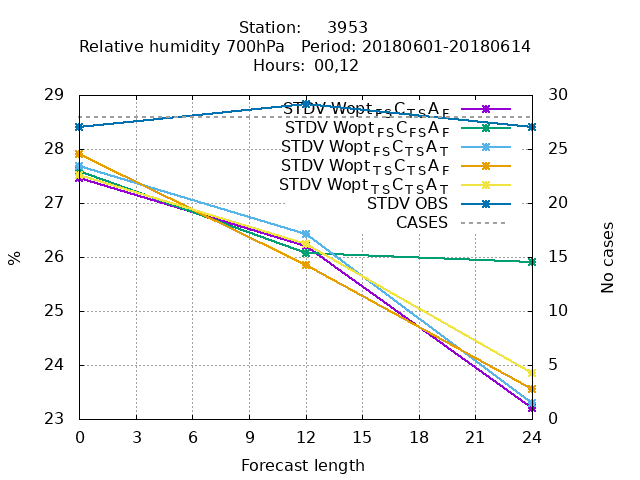 Station: 3953
Relative humidity 700hPa Period: 20180601-20180614
Hours: 00,12
29 30
STDV Wopt_FS C_TS A_F
STDV Wopt_FS C_FS A_F
28 25
STDV Wopt_FS C_TS A_T
STDV Wopt_TS C_TS A_F
STDV Wopt_TS C_TS A_T
27 20
STDV OBS
CASES
26 15
%
No cases
25 10
24 5
23 0
0 3 6 9 12 15 18 21 24
Forecast length